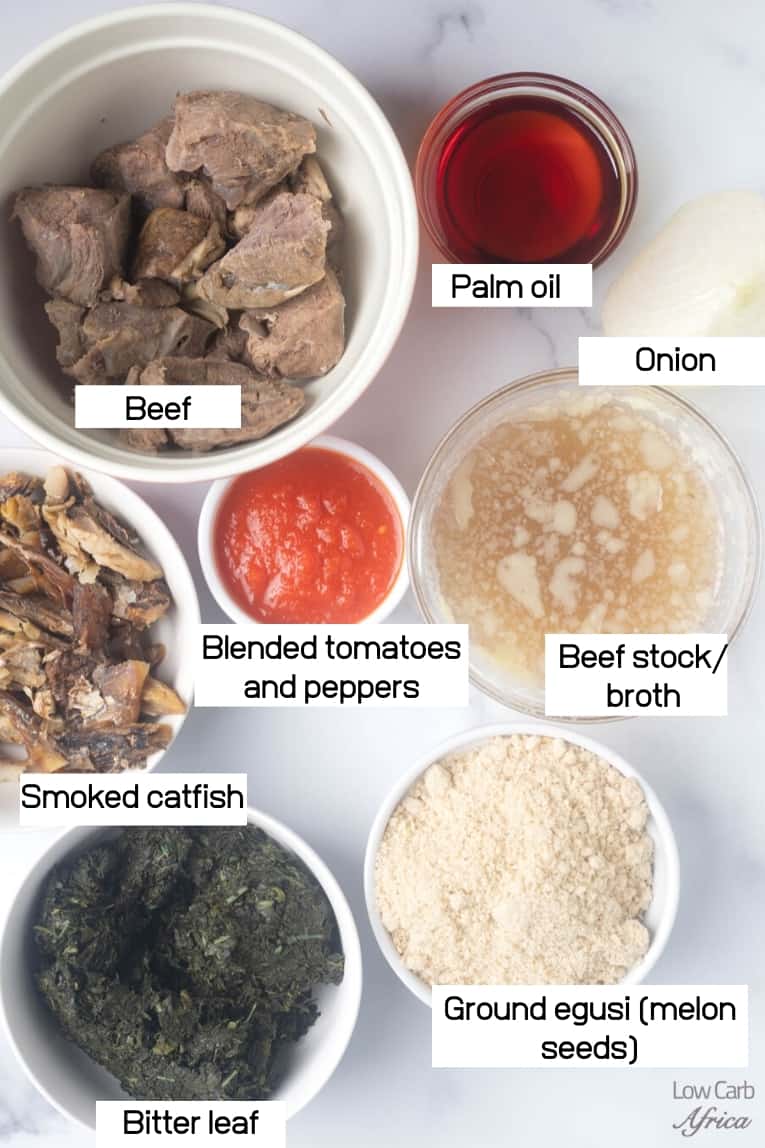 Palm oil
Onion
Beef
Blended tomatoes
and peppers
Beef stock/
broth
Smoked catfish
Ground egusi (melon
seeds)
Bitter leaf
Low Carb
Africa